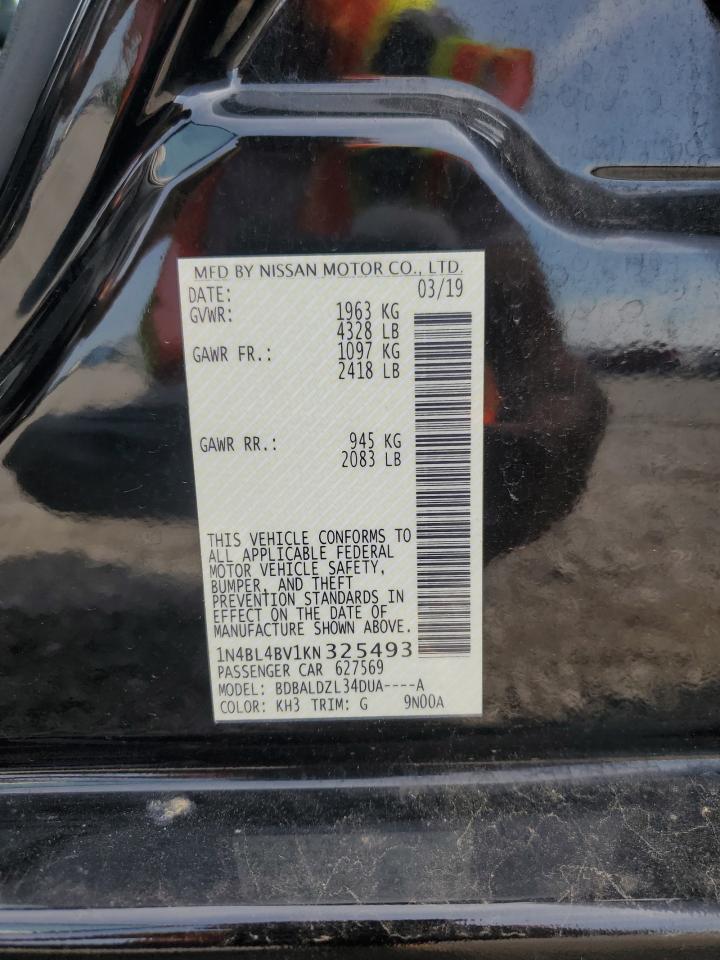 MFD BY NISSAN MOTOR CO., LTD.
DATE: 03/19
GVWR: 1963 KG
4328 LB
GAWR FR.: 1097 KG
2418 LB
GAWR RR.: 945 KG
2083 LB
THIS VEHICLE CONFORMS TO
ALL APPLICABLE FEDERAL
MOTOR VEHICLE SAFETY,
BUMPER, AND THEFT
PREVENTION STANDARDS IN
EFFECT ON THE DATE OF
MANUFACTURE SHOWN ABOVE.
1N4BL4BV1KN325493
PASSENGER CAR 627569
MODEL: BDBALDZL34DUA----A
COLOR: KH3 TRIM: G 9N00A